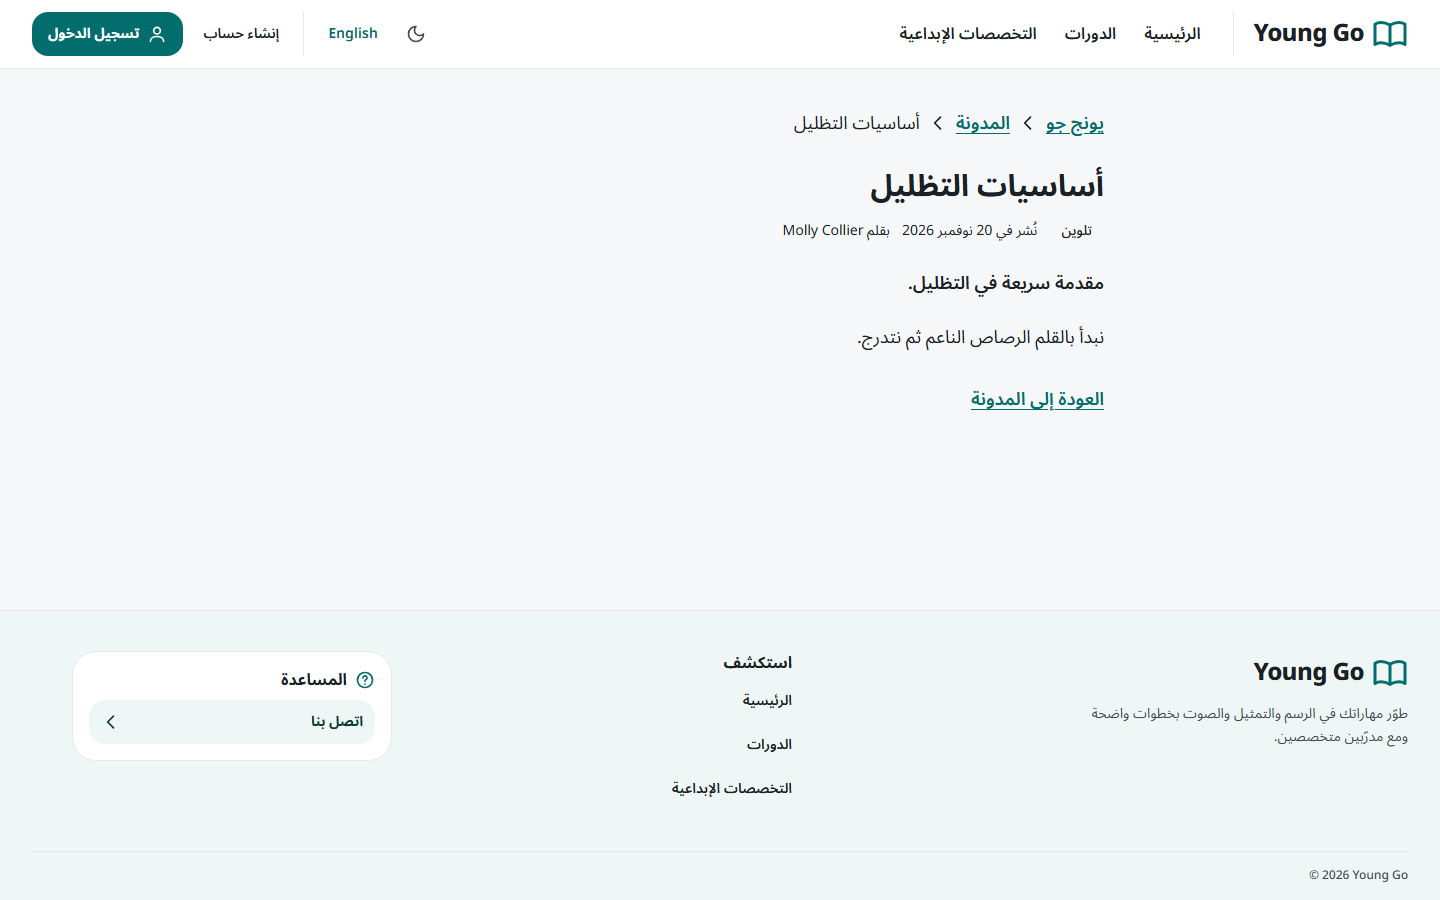 Young Go
الرئيسية
الدورات
التخصصات الإبداعية
English
إنشاء حساب
تسجيل الدخول
يونج جو
المدونة
أساسيات التظليل
أساسيات التظليل
تلوين
نُشر في 20 نوفمبر 2026
بقلم Molly Collier
مقدمة سريعة في التظليل.
نبدأ بالقلم الرصاص الناعم ثم نتدرج.
العودة إلى المدونة
Young Go
طوّر مهاراتك في الرسم والتمثيل والصوت بخطوات واضحة
ومع مدرّبين متخصصين.
استكشف
الرئيسية
الدورات
التخصصات الإبداعية
المساعدة
اتصل بنا
© 2026 Young Go